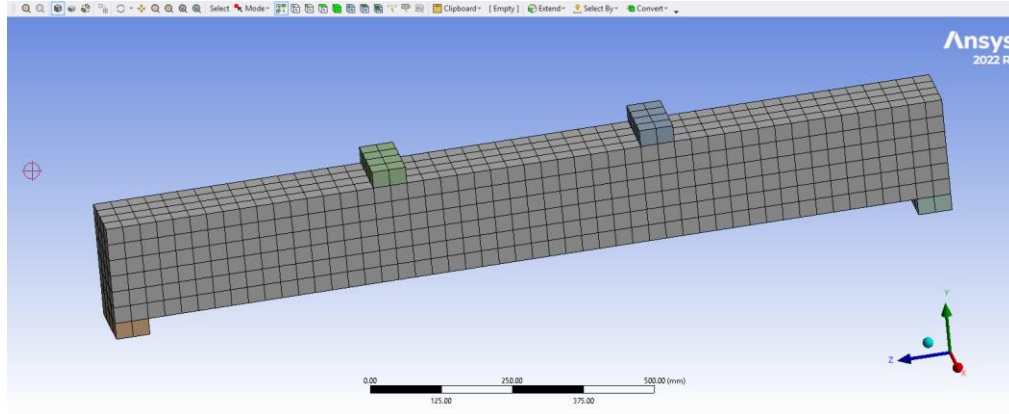 Select Mode Clipboard [ Empty ] Extend Select By Convert
Ansys
2022 R
0.00 250.00 500.00 (mm)
125.00 375.00
Y
Z
X